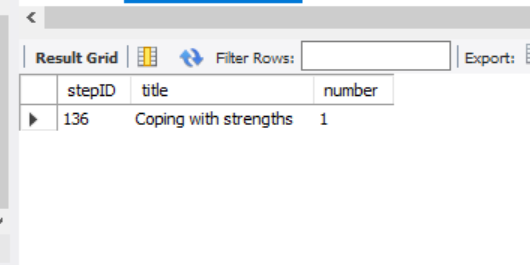 Result Grid Filter Rows: Export:
stepID title number
136 Coping with strengths 1